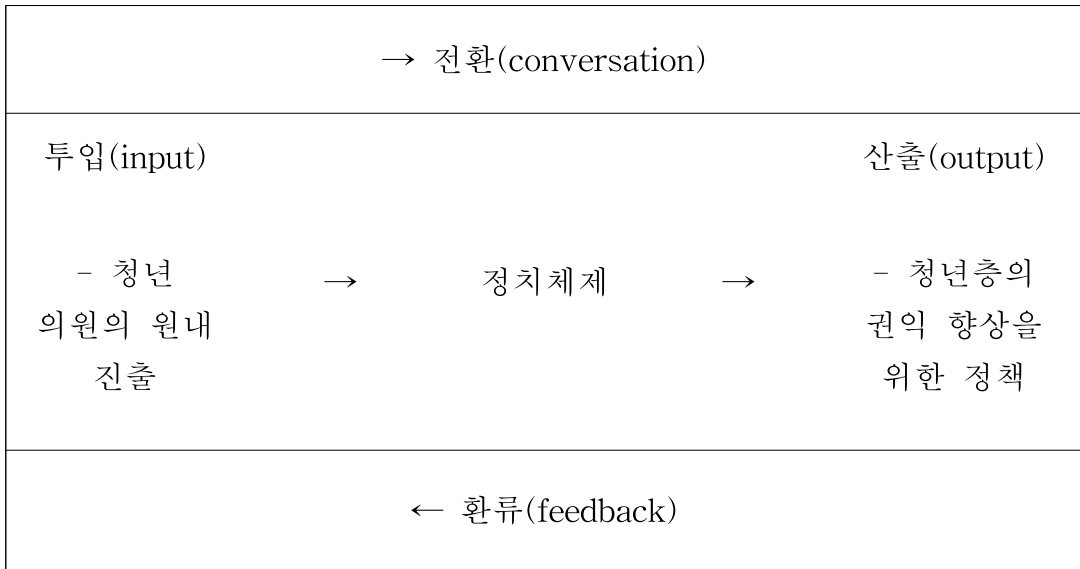 → 전환(conversation)
투입(input)
산출(output)
- 청년
의원의 원내
진출
→
정치체제
→
- 청년층의
권익 향상을
위한 정책
← 환류(feedback)